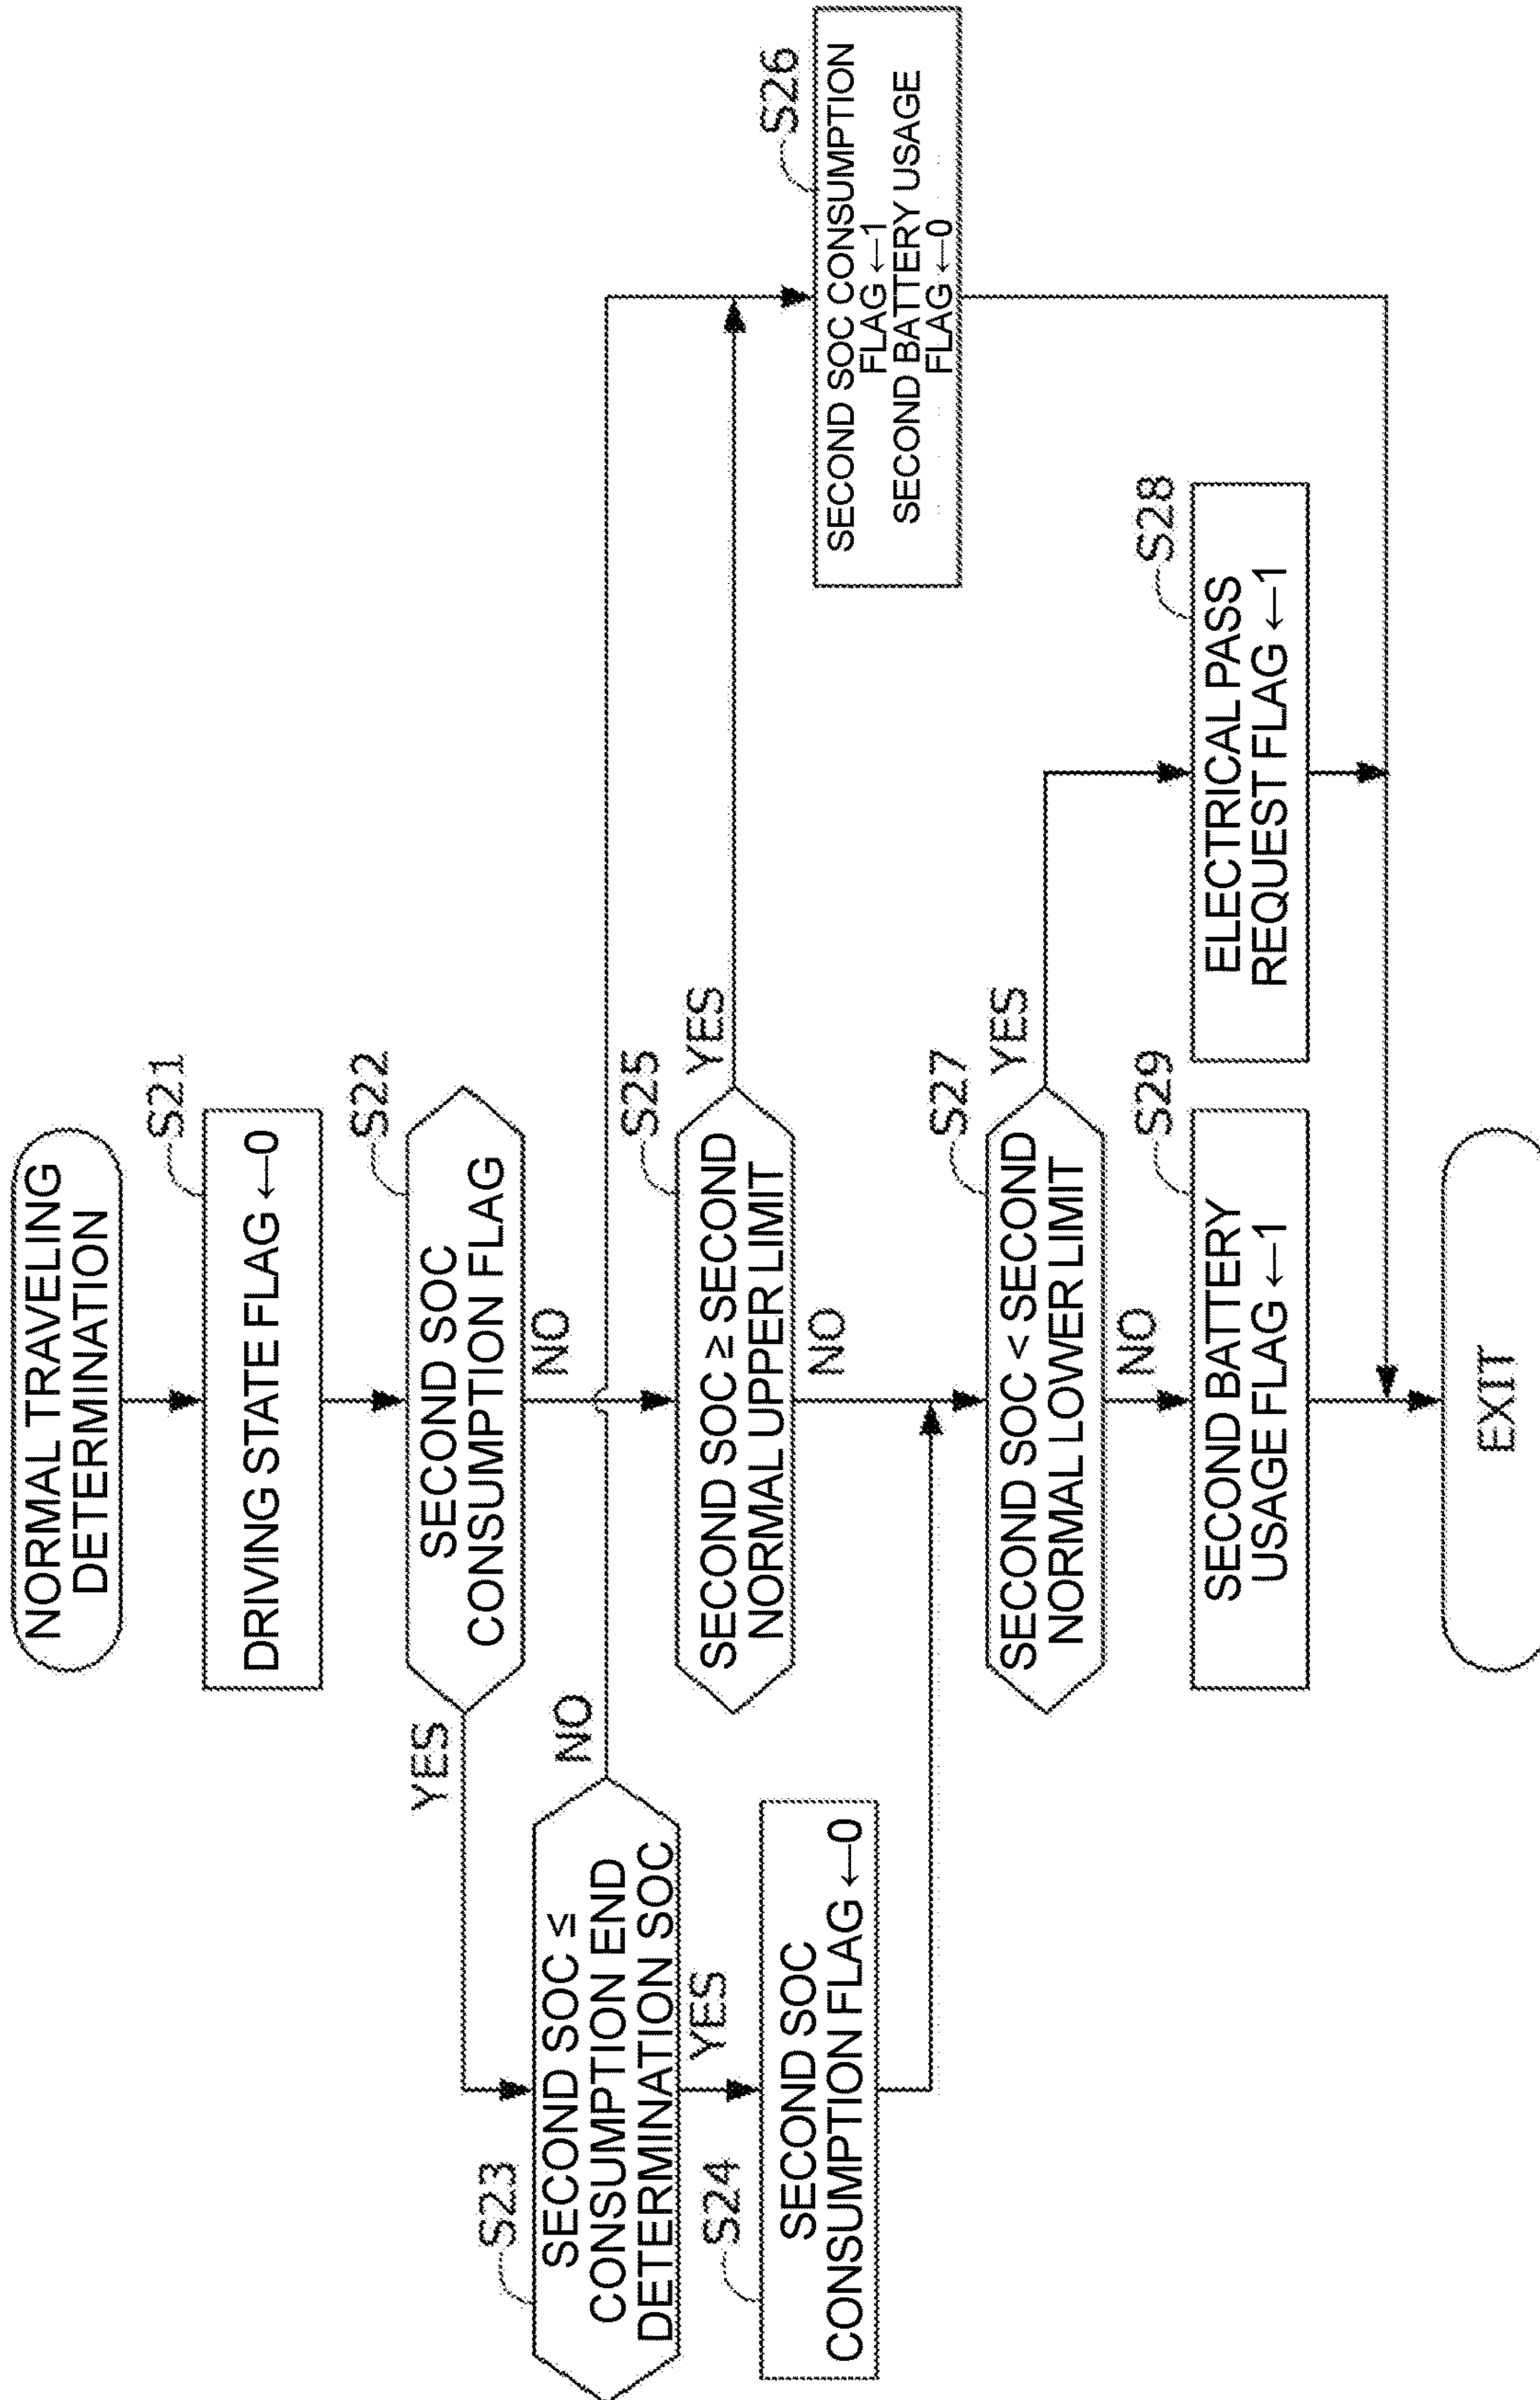 NORMAL TRAVELING
DETERMINATION
S21
DRIVING STATE FLAG ←0
S22
SECOND SOC
CONSUMPTION FLAG
YES
NO
S23
SECOND SOC ≤
CONSUMPTION END
DETERMINATION SOC
NO
YES
S24
SECOND SOC
CONSUMPTION FLAG ←0
S25
SECOND SOC ≥ SECOND
NORMAL UPPER LIMIT
YES
NO
S26
SECOND SOC CONSUMPTION
FLAG ←1
SECOND BATTERY USAGE
FLAG ←0
S27
SECOND SOC < SECOND
NORMAL LOWER LIMIT
YES
NO
S28
ELECTRICAL PASS
REQUEST FLAG ←1
S29
SECOND BATTERY
USAGE FLAG ←1
EXIT